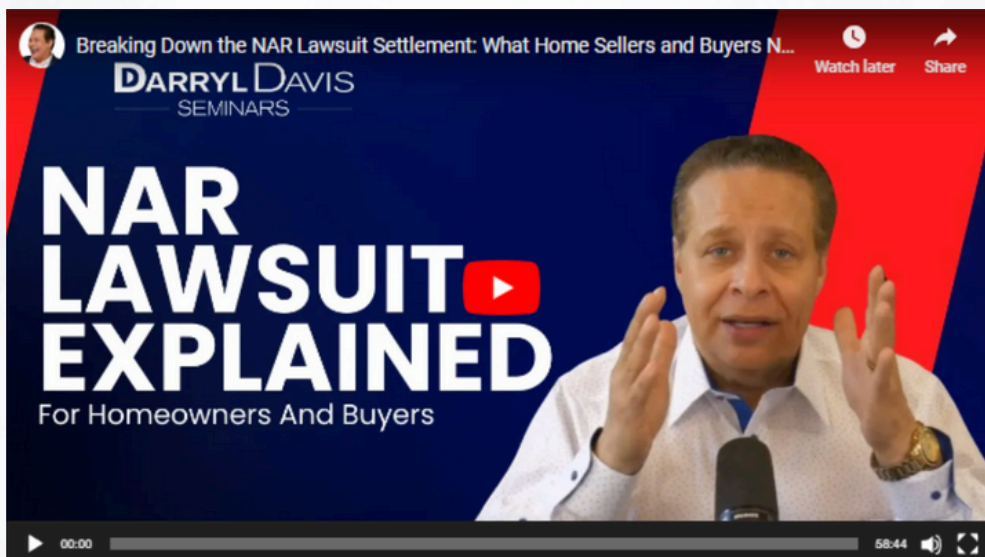 Breaking Down the NAR Lawsuit Settlement: What Home Sellers and Buyers N...
Watch later
Share
DARRYL DAVIS
SEMINARS
NAR
LAWSUIT
EXPLAINED
For Homeowners And Buyers
00:00
58:44